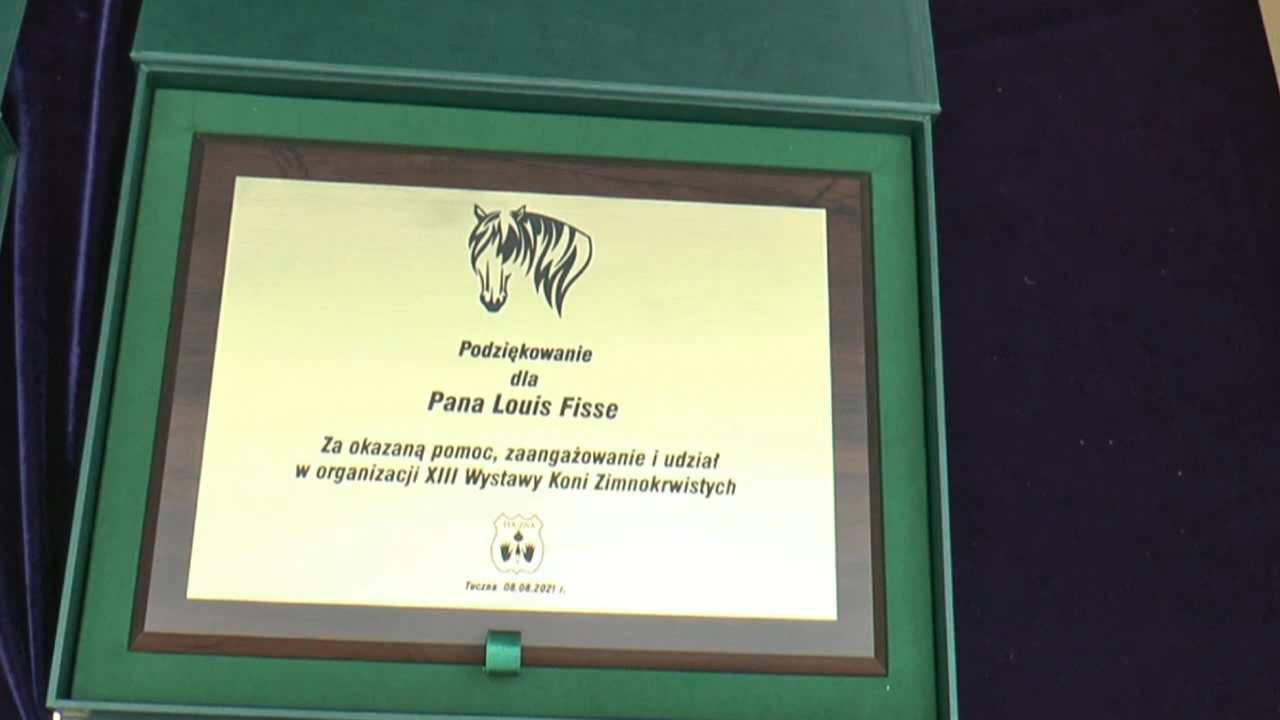 Podziękowanie
dla
Pana Louis Fisse
Za okazaną pomoc, zaangażowanie i udział
w organizacji XIII Wystawy Koni Zimnokrwistych
TUCZNA
Tuczna 08.08.2021 r.